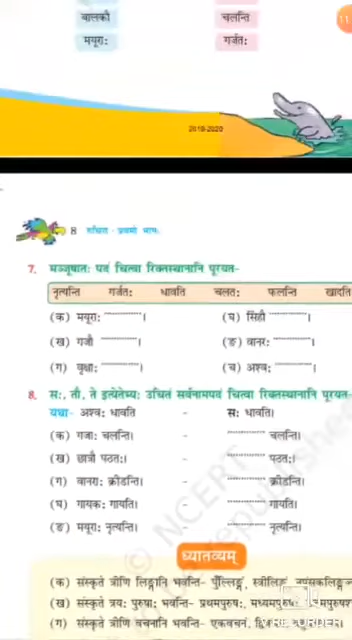 बालकौ चलन्ति
मयूराः गर्जतः
2019-2020
8 रुचिरा - प्रथमो भागः
7. मञ्जूषातः पदं चित्वा रिक्तस्थानानि पूरयत-
नृत्यन्ति गर्जतः धावति चलतः फलन्ति खादति
(क) मयूराः ............। (घ) सिंहौ ............।
(ख) गजौ ............। (ङ) वानरः ............।
(ग) वृक्षाः ............। (च) अश्वः ............।
8. सः, तौ, ते इत्येतेभ्यः उचितं सर्वनामपदं चित्वा रिक्तस्थानानि पूरयत-
यथा- अश्वः धावति - सः धावति।
(क) गजाः चलन्ति। - ............ चलन्ति।
(ख) छात्रौ पठतः। - ............ पठतः।
(ग) वानराः क्रीडन्ति। - ............ क्रीडन्ति।
(घ) गायकः गायति। - ............ गायति।
(ङ) मयूराः नृत्यन्ति। - ............ नृत्यन्ति।
© NCERT
ध्यातव्यम्
(क) संस्कृते त्रीणि लिङ्गानि भवन्ति- पुँल्लिङ्गं, स्त्रीलिङ्गं,
(ख) संस्कृते त्रयः पुरुषाः भवन्ति- प्रथमपुरुषः,
(ग) संस्कृते त्रीणि वचनानि भवन्ति- एकवचनं,